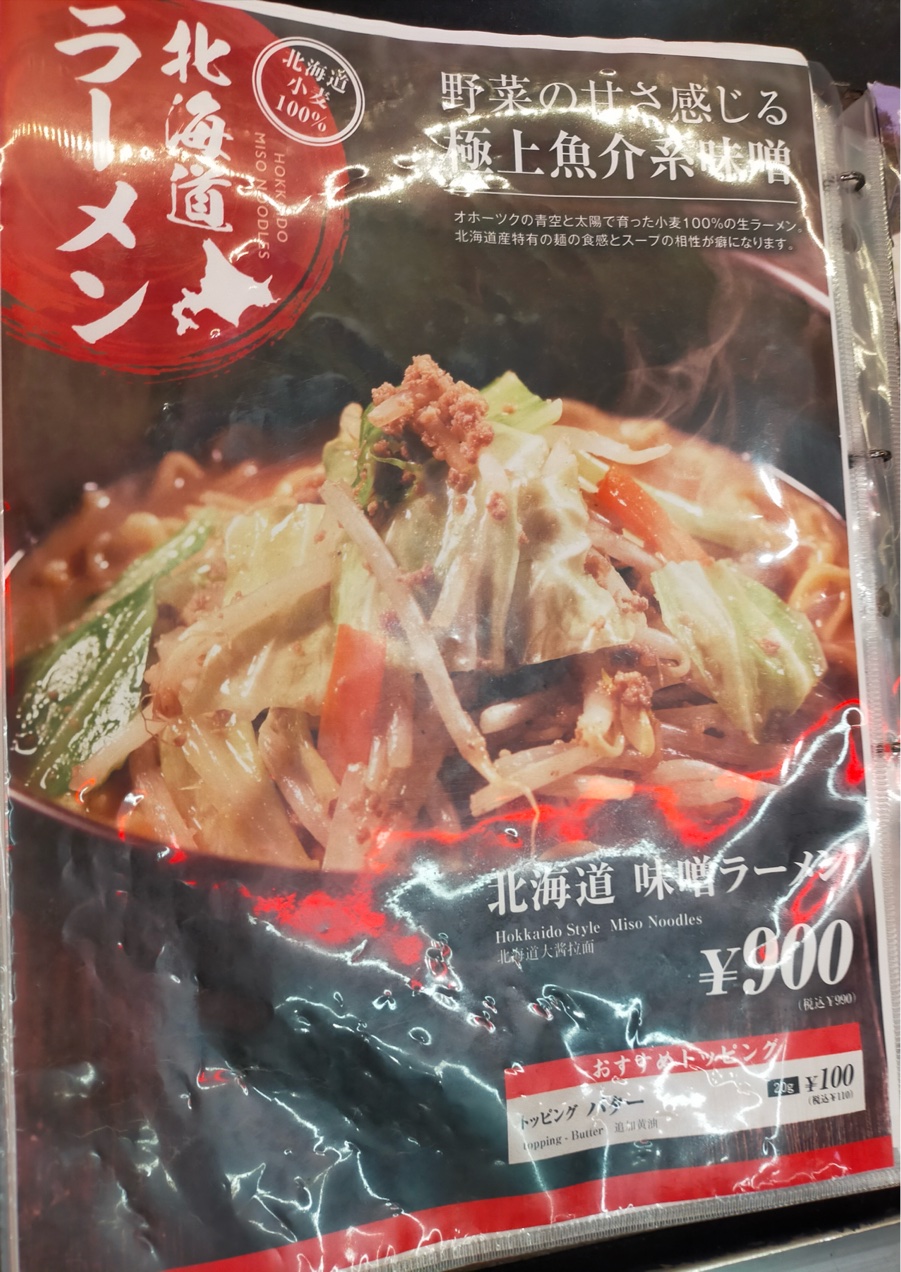 北海道
ラーメン
HOKKAIDO
MISO NOODLES
北海道
小麦
100%
野菜の甘さ感じる
極上魚介系味噌
オホーツクの青空と太陽で育った小麦100%の生ラーメン。
北海道産特有の麺の食感とスープの相性が癖になります。
北海道 味噌ラーメン
Hokkaido Style Miso Noodles
北海道大酱拉面
¥900
(税込¥990)
おすすめトッピング
トッピング バター 20g ¥100
(税込¥110)
topping - Butter 追加黄油